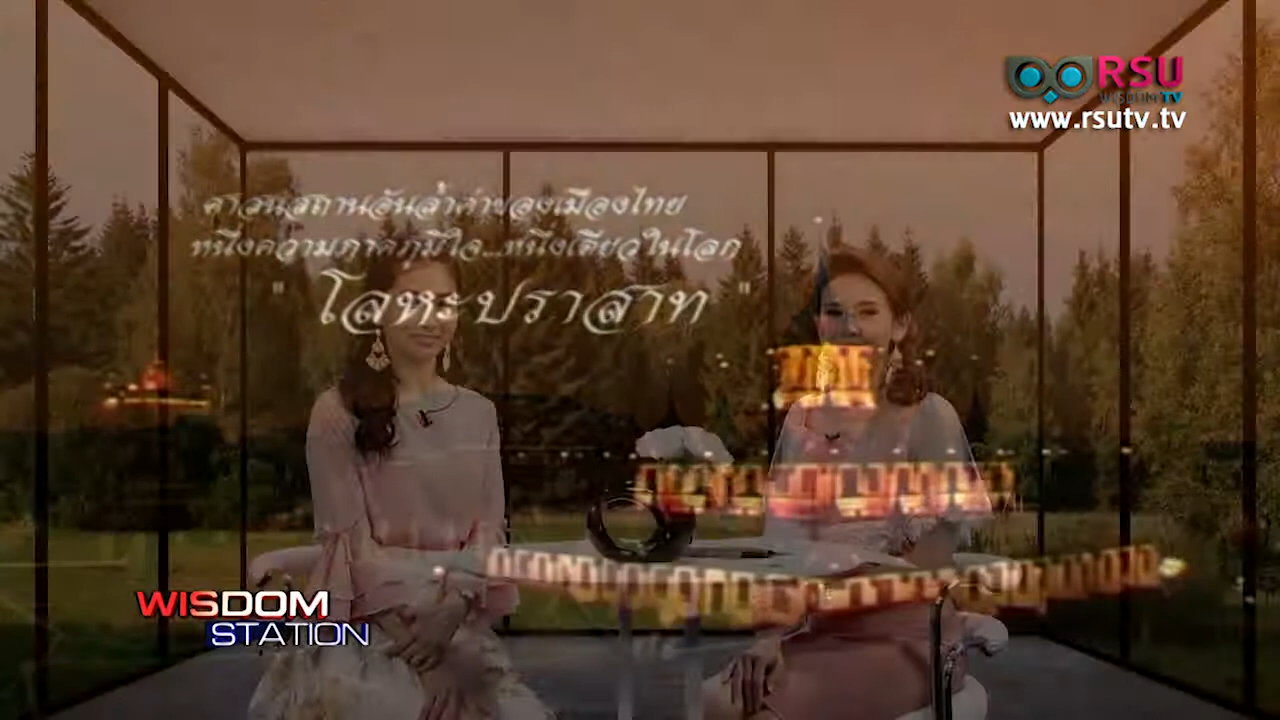 RSU
WISDOM TV
www.rsutv.tv
ศาสนสถานอันล้ำค่าของเมืองไทย
หนึ่งความภาคภูมิใจ...หนึ่งเดียวในโลก
" โลหะปราสาท "
WISDOM
STATION